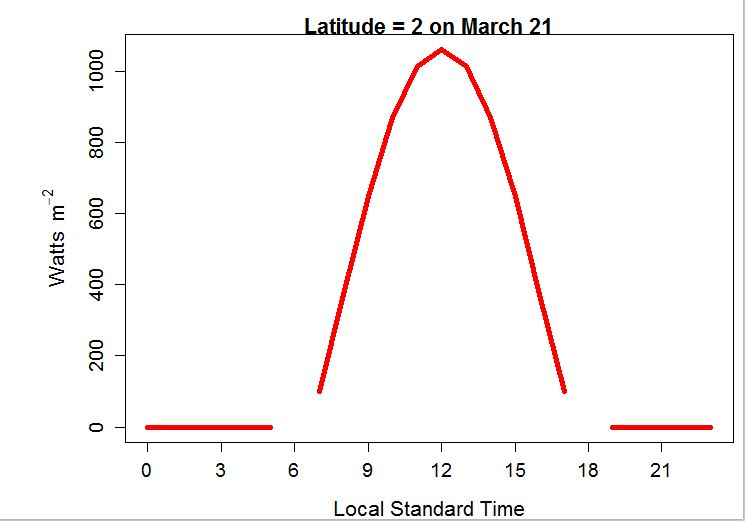 Latitude = 2 on March 21
1000
800
600
400
200
0
Watts m⁻²
0 3 6 9 12 15 18 21
Local Standard Time